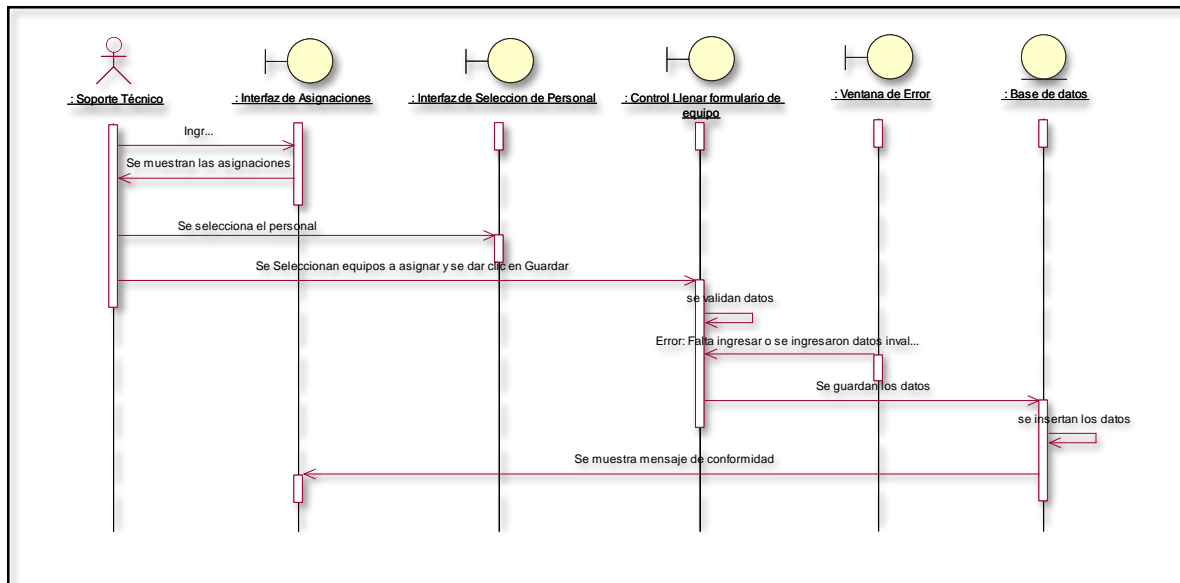 : Soporte Técnico
: Interfaz de Asignaciones
: Interfaz de Seleccion de Personal
: Control Llenar formulario de
equipo
: Ventana de Error
: Base de datos
Ingr...
Se muestran las asignaciones
Se selecciona el personal
Se Seleccionan equipos a asignar y se dar clic en Guardar
se validan datos
Error: Falta ingresar o se ingresaron datos inval...
Se guardan los datos
se insertan los datos
Se muestra mensaje de conformidad